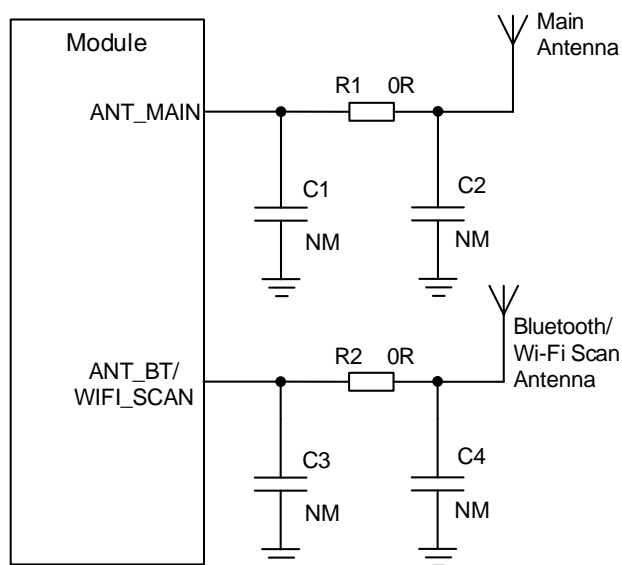 Module
Main
Antenna
R1 0R
ANT_MAIN
C1
C2
NM
NM
Bluetooth/
Wi-Fi Scan
Antenna
R2 0R
ANT_BT/
WIFI_SCAN
C3
C4
NM
NM